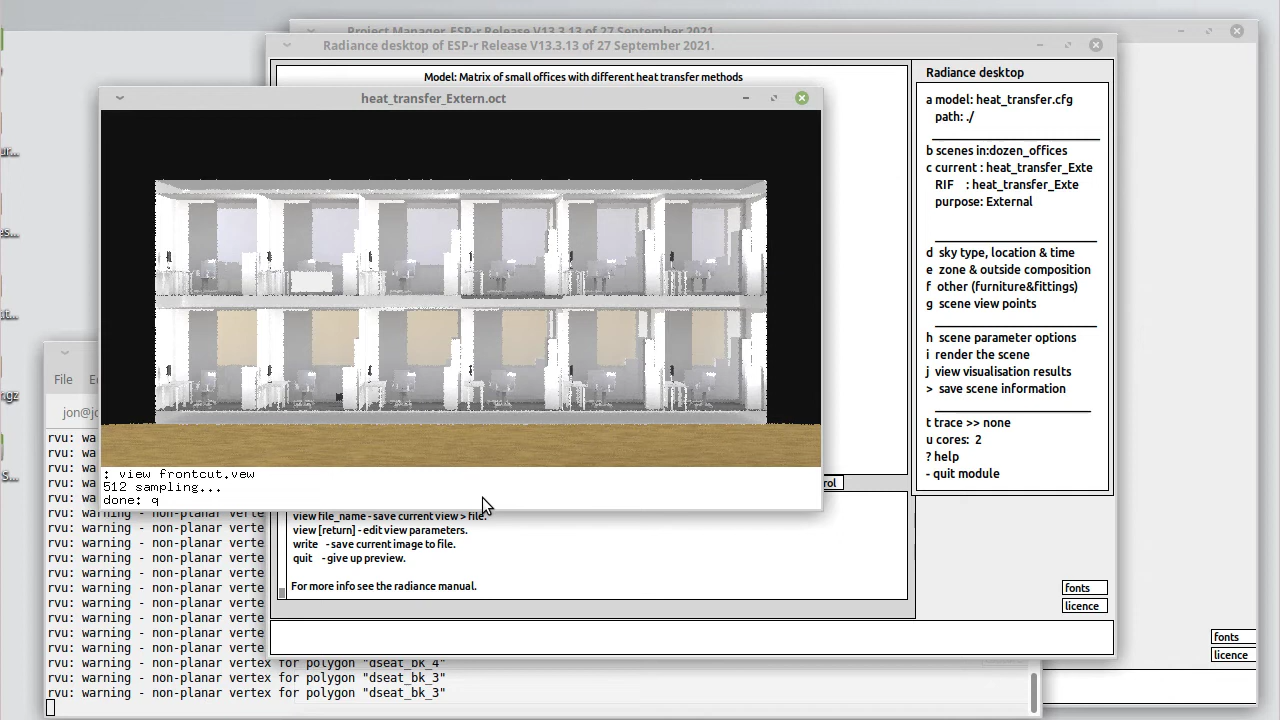 Project Manager ESP-r Release V13.3.13 of 27 September 2021.
Radiance desktop of ESP-r Release V13.3.13 of 27 September 2021.
Model: Matrix of small offices with different heat transfer methods
heat_transfer_Extern.oct
: view frontcut.vew
512 sampling...
done: q
Radiance desktop
a model: heat_transfer.cfg
path: ./
b scenes in:dozen_offices
c current : heat_transfer_Exte
RIF : heat_transfer_Exte
purpose: External
d sky type, location & time
e zone & outside composition
f other (furniture&fittings)
g scene view points
h scene parameter options
i render the scene
j view visualisation results
> save scene information
t trace >> none
u cores: 2
? help
- quit module
rol
view file_name - save current view > file.
view [return] - edit view parameters.
write - save current image to file.
quit - give up preview.
For more info see the radiance manual.
fonts
licence
fonts
licence
File
jon@jo
rvu: wa
rvu: wa
rvu: wa
rvu: wa
rvu: wa
rvu: warning - non-planar verte
rvu: warning - non-planar verte
rvu: warning - non-planar verte
rvu: warning - non-planar verte
rvu: warning - non-planar verte
rvu: warning - non-planar verte
rvu: warning - non-planar verte
rvu: warning - non-planar verte
rvu: warning - non-planar verte
rvu: warning - non-planar verte
rvu: warning - non-planar vertex for polygon "dseat_bk_4"
rvu: warning - non-planar vertex for polygon "dseat_bk_3"
rvu: warning - non-planar vertex for polygon "dseat_bk_3"
ur...
es...
it...
.gz
S...